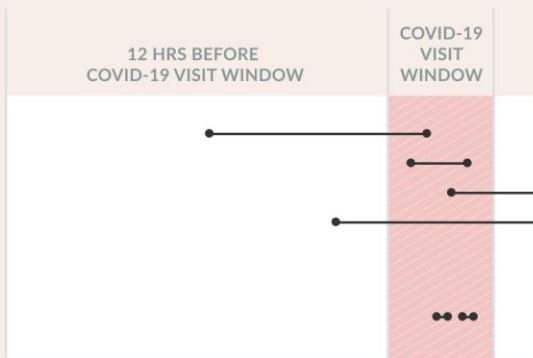 12 HRS BEFORE
COVID-19 VISIT WINDOW
COVID-19
VISIT
WINDOW